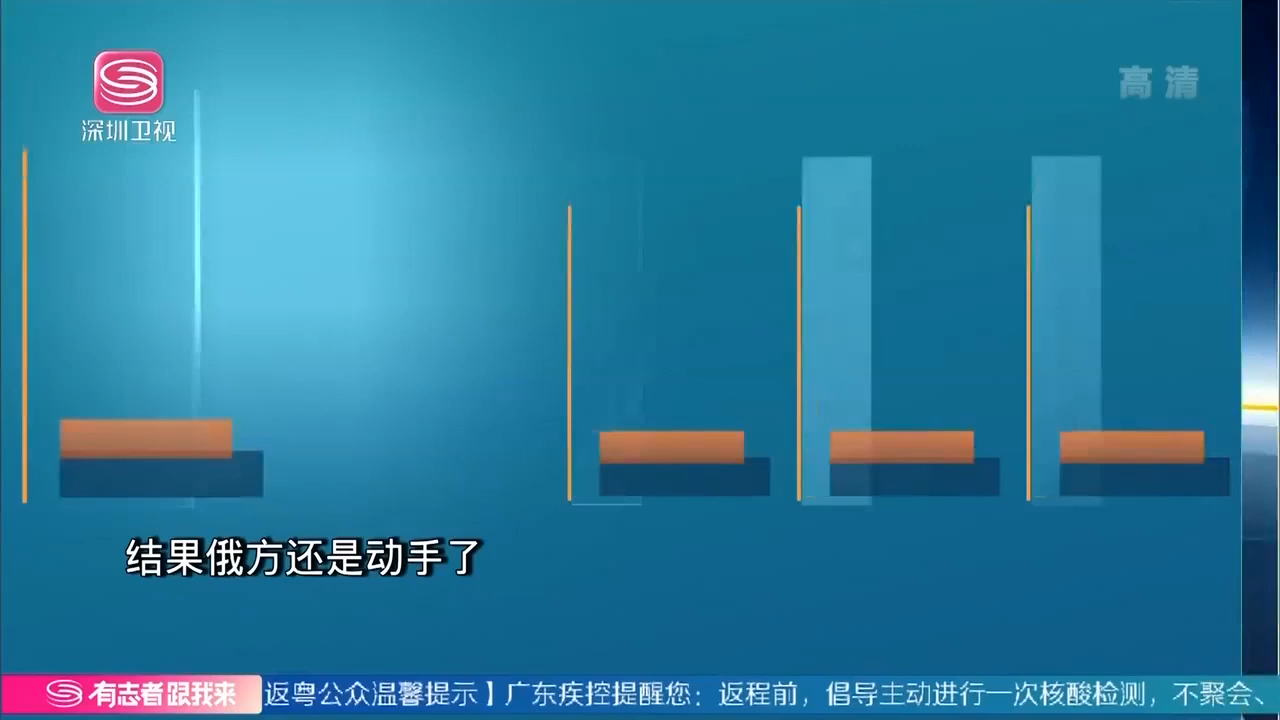 深圳卫视
高清
结果俄方还是动手了
有志者跟我来
返粤公众温馨提示】广东疾控提醒您：返程前，倡导主动进行一次核酸检测，不聚会、